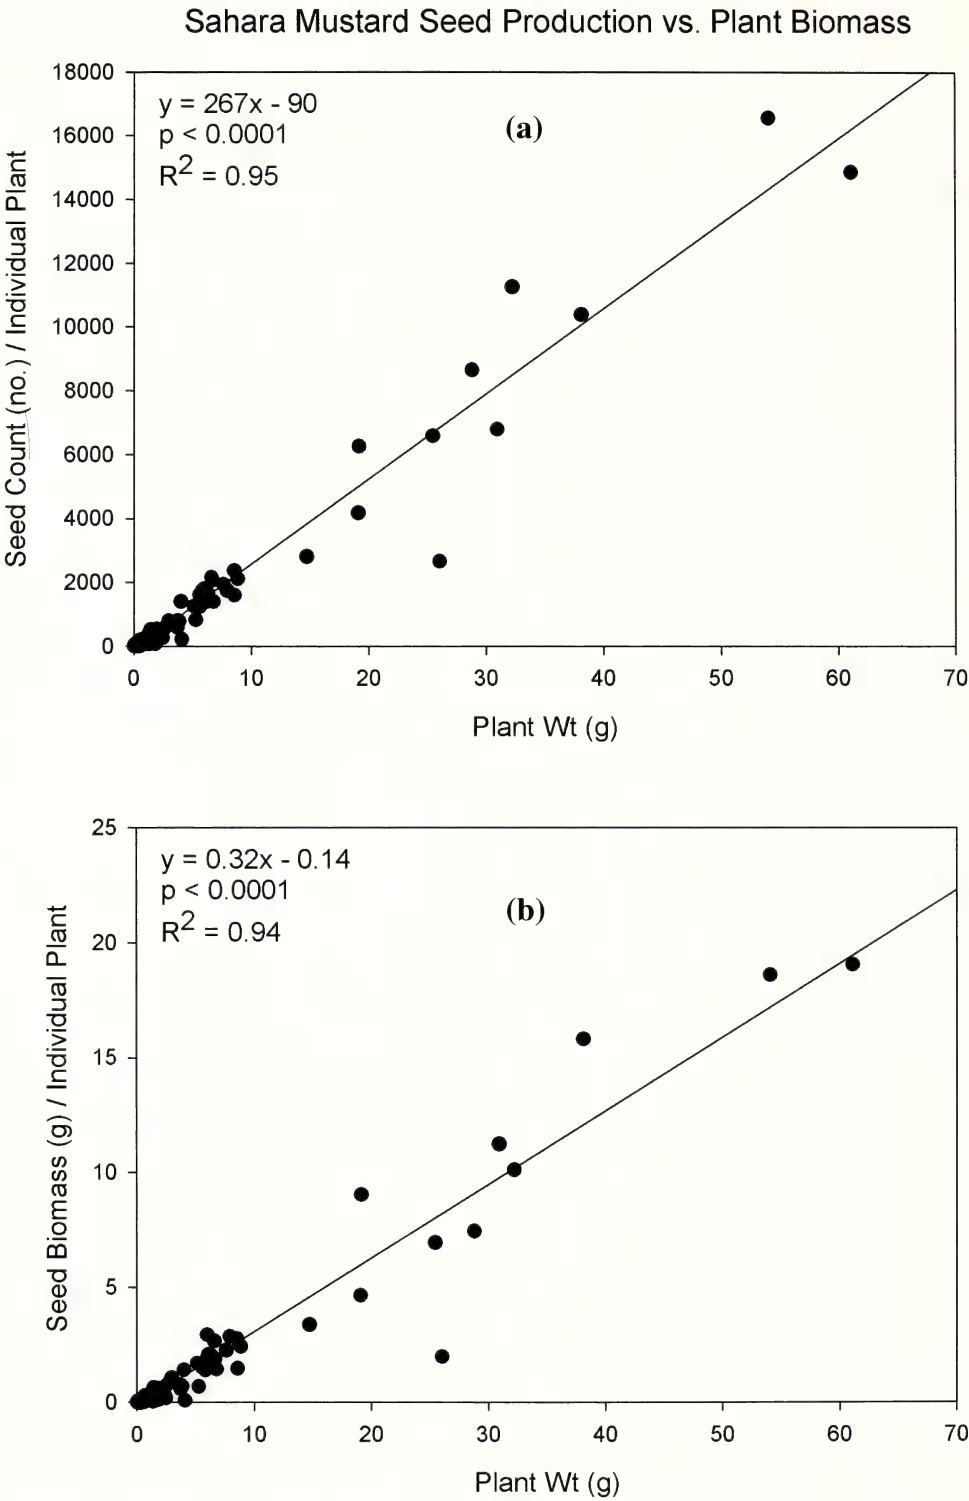 Sahara Mustard Seed Production vs. Plant Biomass
18000
16000
14000
12000
10000
8000
6000
4000
2000
0
Seed Count (no.) / Individual Plant
y = 267x - 90
p < 0.0001
R² = 0.95
(a)
0 10 20 30 40 50 60 70
Plant Wt (g)
25
20
15
10
5
0
Seed Biomass (g) / Individual Plant
y = 0.32x - 0.14
p < 0.0001
R² = 0.94
(b)
0 10 20 30 40 50 60 70
Plant Wt (g)